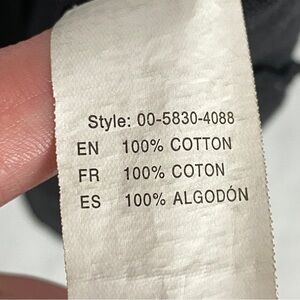 Style: 00-5830-4088
EN 100% COTTON
FR 100% COTON
ES 100% ALGODÓN